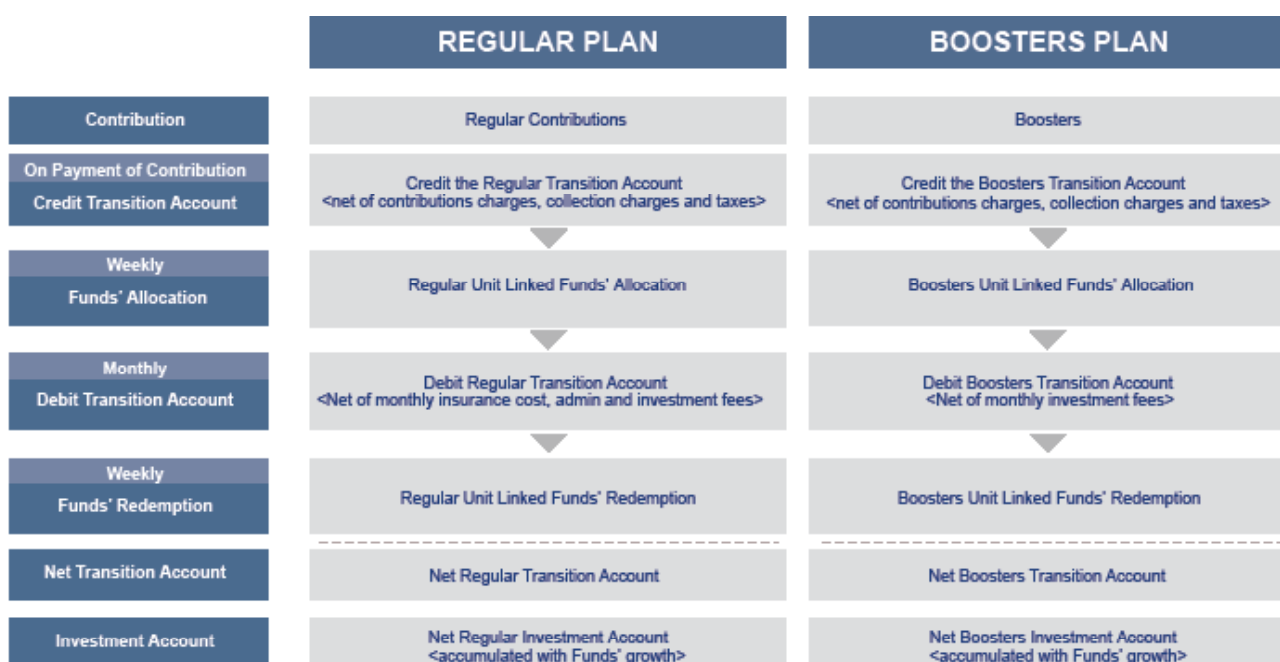 REGULAR PLAN
BOOSTERS PLAN
Contribution
Regular Contributions
Boosters
On Payment of Contribution
Credit Transition Account
Credit the Regular Transition Account
<net of contributions charges, collection charges and taxes>
Credit the Boosters Transition Account
<net of contributions charges, collection charges and taxes>
Weekly
Funds' Allocation
Regular Unit Linked Funds' Allocation
Boosters Unit Linked Funds' Allocation
Monthly
Debit Transition Account
Debit Regular Transition Account
<Net of monthly insurance cost, admin and investment fees>
Debit Boosters Transition Account
<Net of monthly investment fees>
Weekly
Funds' Redemption
Regular Unit Linked Funds' Redemption
Boosters Unit Linked Funds' Redemption
Net Transition Account
Net Regular Transition Account
Net Boosters Transition Account
Investment Account
Net Regular Investment Account
<accumulated with Funds' growth>
Net Boosters Investment Account
<accumulated with Funds' growth>